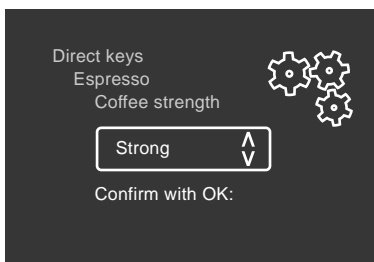 Direct keys
Espresso
Coffee strength
Strong
Confirm with OK: